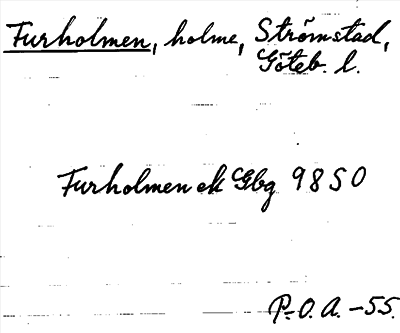 Furholmen, holme, Strömstad,
Göteb. l.
Furholmen ek Gbg 9850
P.O.A. -55.